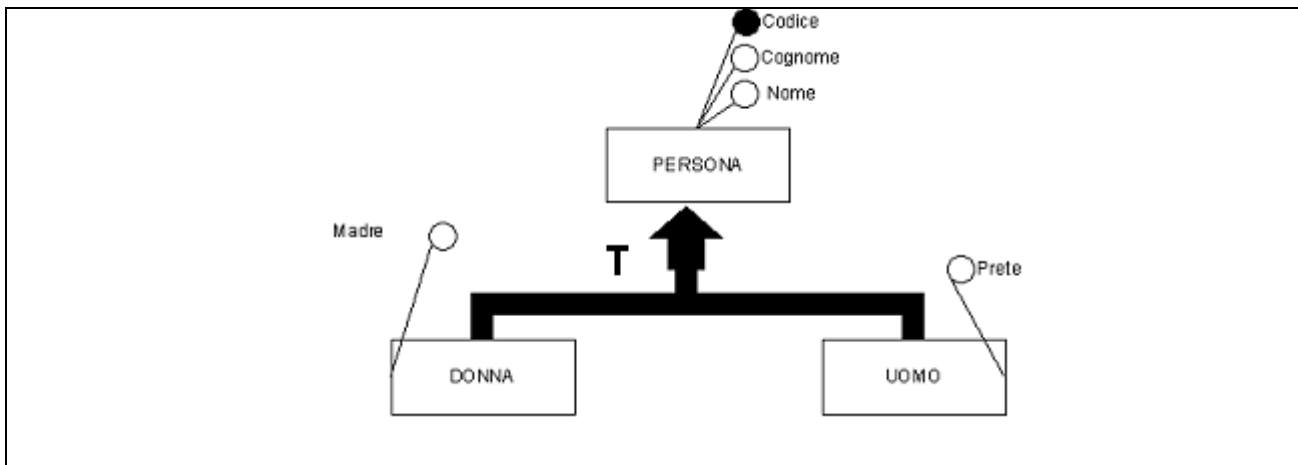 Codice
Cognome
Nome
PERSONA
Madre
T
Prete
DONNA
UOMO